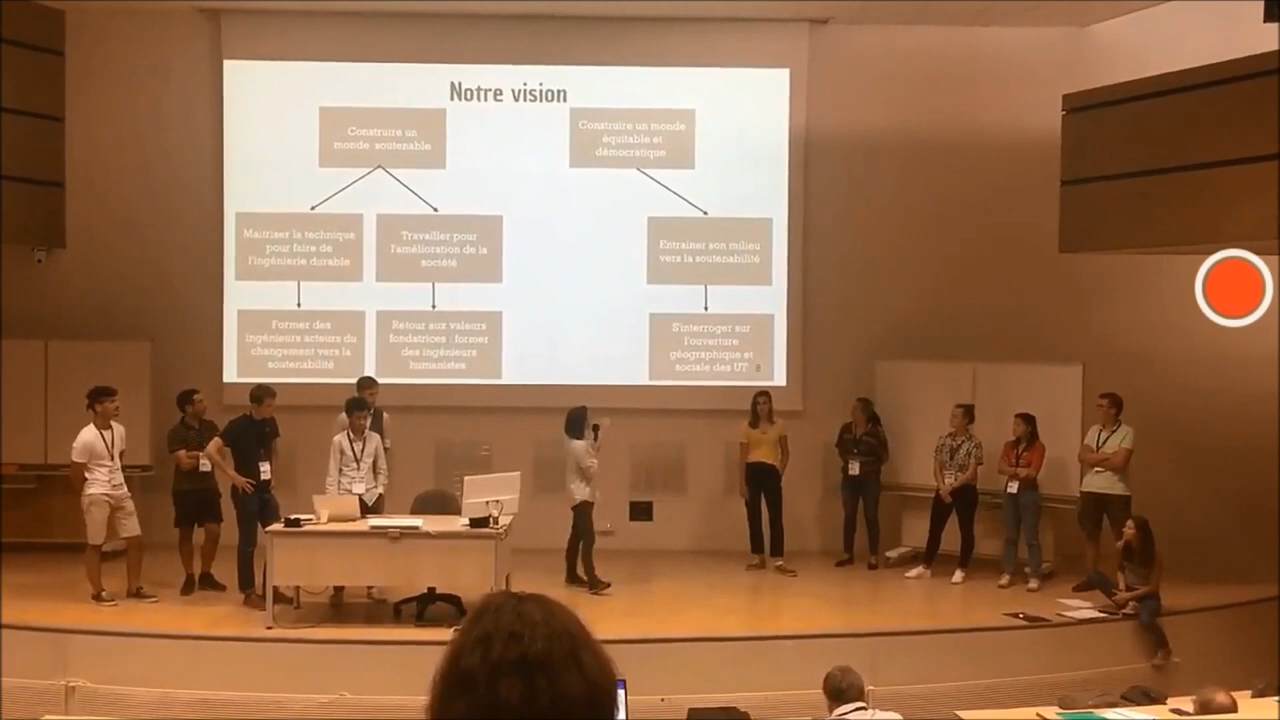 Notre vision
Construire un
monde soutenable
Construire un monde
équitable et
démocratique
Maitriser la technique
pour faire de
l'ingénierie durable
Travailler pour
l'amélioration de la
société
Entrainer son milieu
vers la soutenabilité
Former des
ingénieurs acteurs du
changement vers la
soutenabilité
Retour aux valeurs
fondatrices : former
des ingénieurs
humanistes
S'interroger sur
l'ouverture
géographique et
sociale des UT
8